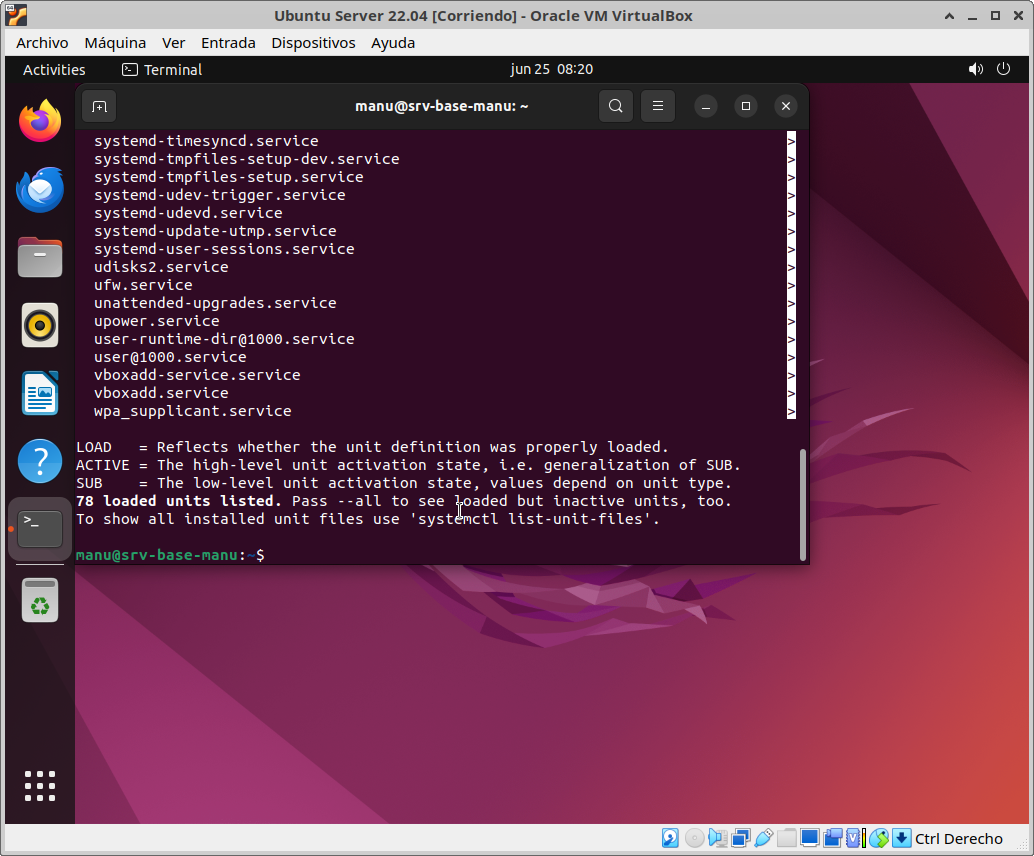 Ubuntu Server 22.04 [Corriendo] - Oracle VM VirtualBox
Archivo Máquina Ver Entrada Dispositivos Ayuda
Activities Terminal jun 25 08:20
manu@srv-base-manu: ~
systemd-timesyncd.service >
systemd-tmpfiles-setup-dev.service >
systemd-tmpfiles-setup.service >
systemd-udev-trigger.service >
systemd-udevd.service >
systemd-update-utmp.service >
systemd-user-sessions.service >
udisks2.service >
ufw.service >
unattended-upgrades.service >
upower.service >
user-runtime-dir@1000.service >
user@1000.service >
vboxadd-service.service >
vboxadd.service >
wpa_supplicant.service >
LOAD   = Reflects whether the unit definition was properly loaded.
ACTIVE = The high-level unit activation state, i.e. generalization of SUB.
SUB    = The low-level unit activation state, values depend on unit type.
78 loaded units listed. Pass --all to see loaded but inactive units, too.
To show all installed unit files use 'systemctl list-unit-files'.
manu@srv-base-manu:~$
Ctrl Derecho